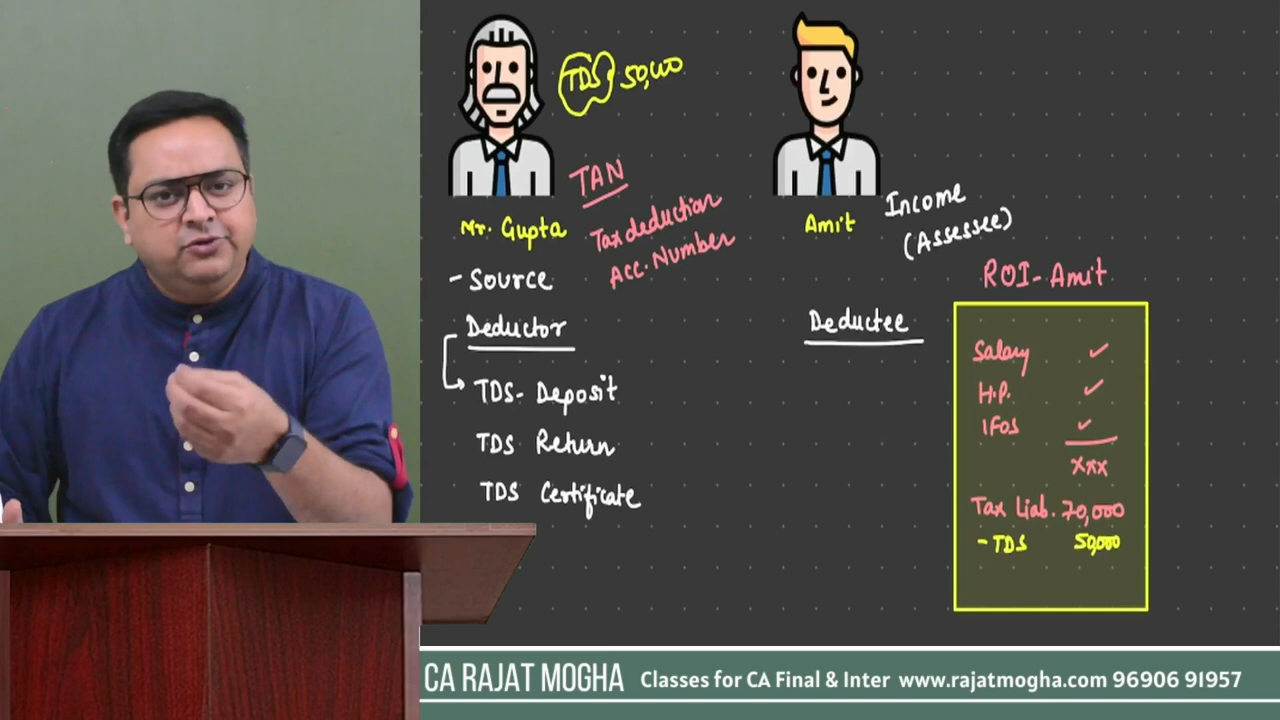 TDS 50,000
TAN
Tax deduction
Acc. Number
Mr. Gupta
- Source
Deductor
TDS- Deposit
TDS Return
TDS Certificate
Amit
Income
(Assessee)
Deductee
ROI- Amit
Salary ✓
H.P. ✓
IFOS ✓
xxx
Tax Liab. 70,000
- TDS 50,000
CA RAJAT MOGHA Classes for CA Final & Inter www.rajatmogha.com 96906 91957